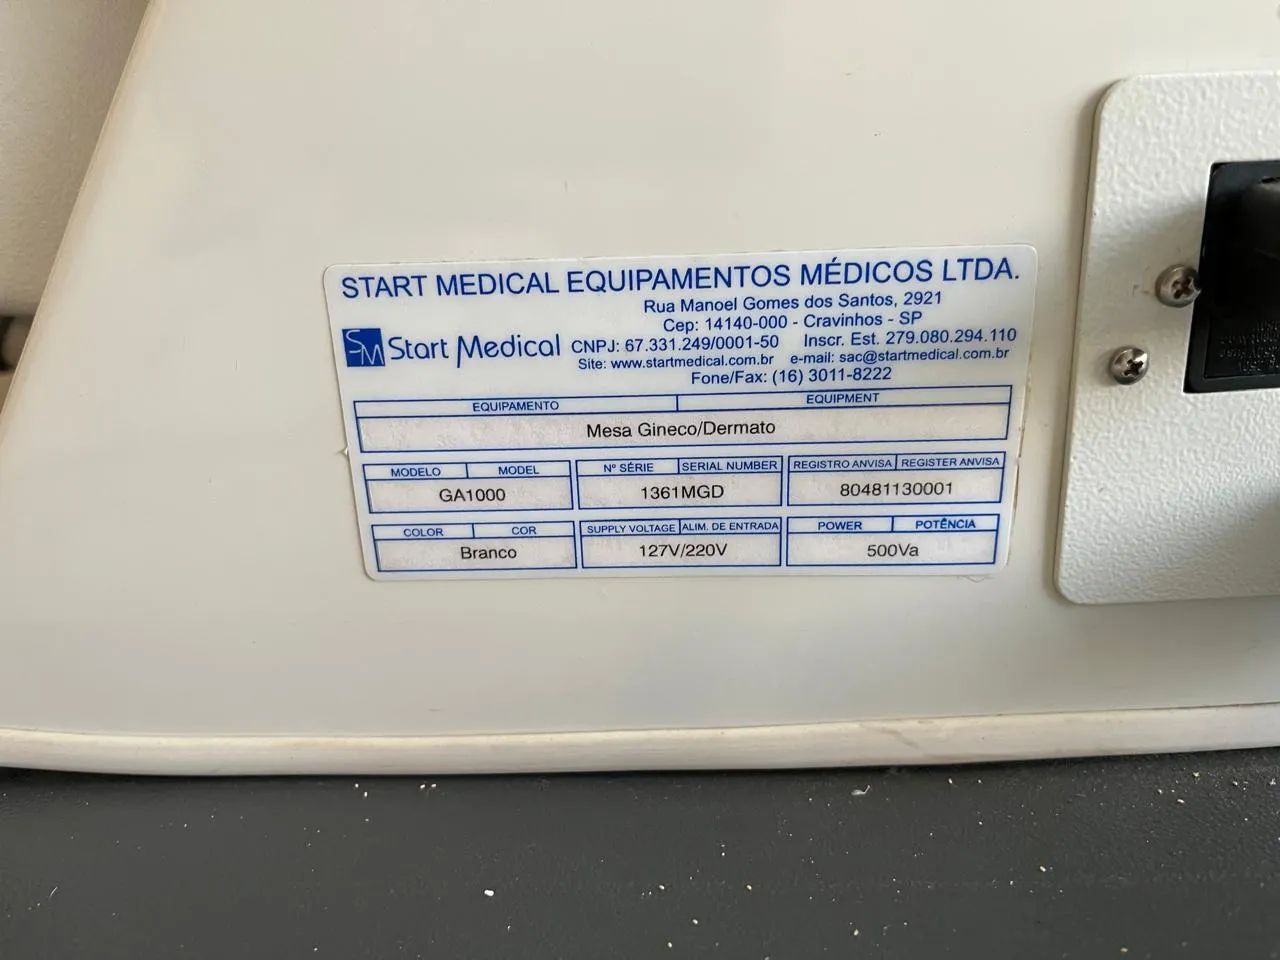 START MEDICAL EQUIPAMENTOS MÉDICOS LTDA.
Rua Manoel Gomes dos Santos, 2921
Cep: 14140-000 - Cravinhos - SP
SM Start Medical CNPJ: 67.331.249/0001-50 Inscr. Est. 279.080.294.110
Site: www.startmedical.com.br e-mail: sac@startmedical.com.br
Fone/Fax: (16) 3011-8222
EQUIPAMENTO EQUIPMENT
Mesa Gineco/Dermato
MODELO MODEL Nº SÉRIE SERIAL NUMBER REGISTRO ANVISA REGISTER ANVISA
GA1000 1361MGD 80481130001
COLOR COR SUPPLY VOLTAGE ALIM. DE ENTRADA POWER POTÊNCIA
Branco 127V/220V 500Va